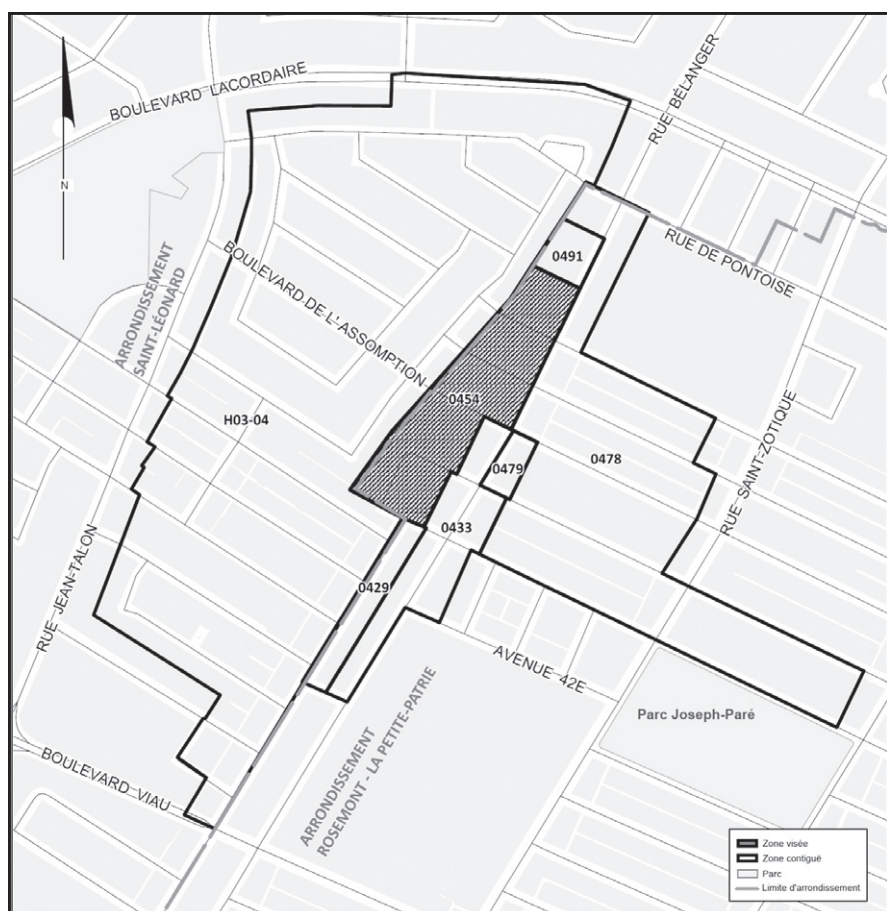 BOULEVARD LACORDAIRE
RUE BÉLANGER
N
ARRONDISSEMENT
SAINT-LÉONARD
BOULEVARD DE L'ASSOMPTION
0491
RUE DE PONTOISE
H03-04
0454
0479
0478
RUE SAINT-ZOTIQUE
0433
0429
RUE JEAN-TALON
AVENUE 42E
ARRONDISSEMENT
ROSEMONT - LA PETITE-PATRIE
Parc Joseph-Paré
BOULEVARD VIAU
Zone visée
Zone contiguë
Parc
Limite d'arrondissement